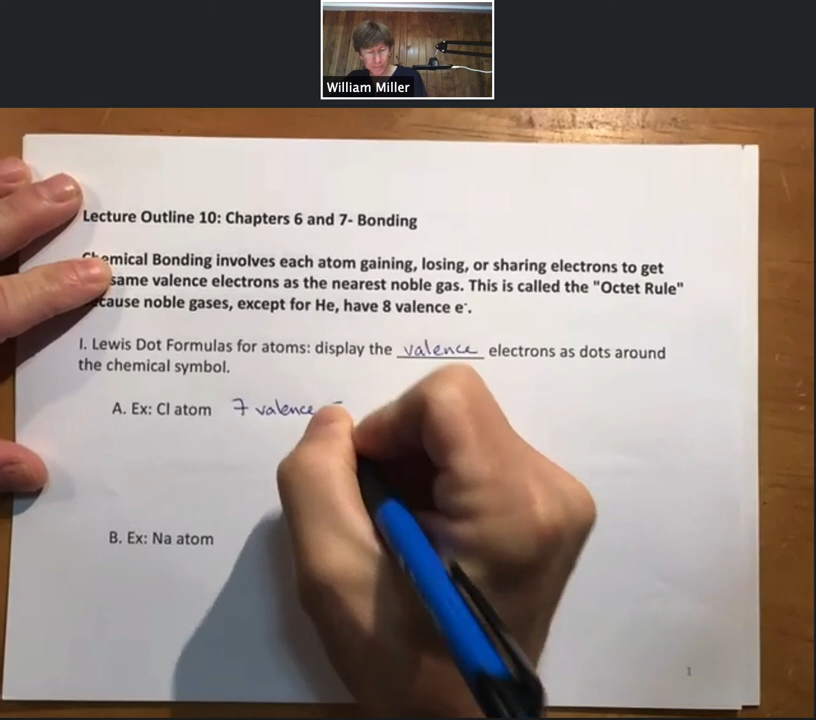 William Miller
Lecture Outline 10: Chapters 6 and 7- Bonding
Chemical Bonding involves each atom gaining, losing, or sharing electrons to get
same valence electrons as the nearest noble gas. This is called the "Octet Rule"
cause noble gases, except for He, have 8 valence e⁻.
I. Lewis Dot Formulas for atoms: display the valence electrons as dots around
the chemical symbol.
A. Ex: Cl atom 7 valence
B. Ex: Na atom
1